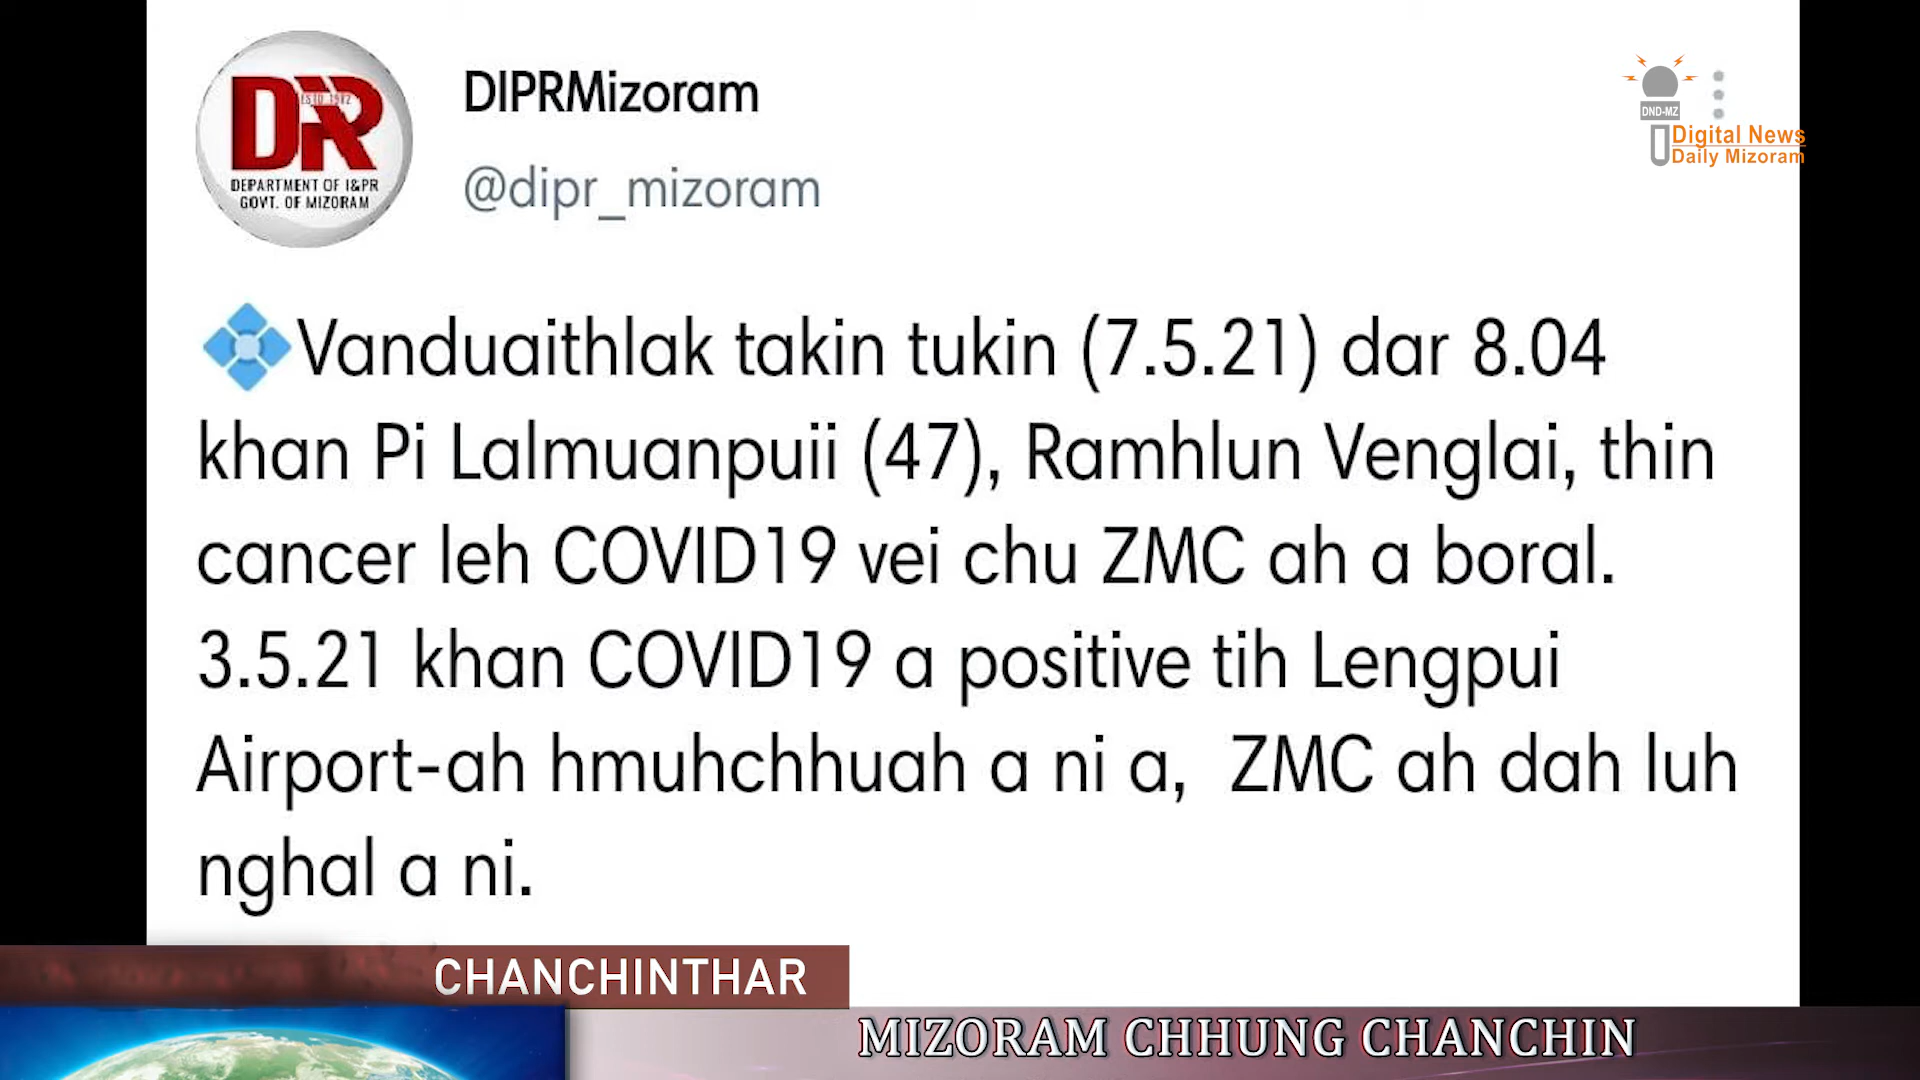 DIPR
ESTD. 1972
DEPARTMENT OF I&PR
GOVT. OF MIZORAM
DIPRMizoram
@dipr_mizoram
DND-MZ
Digital News
Daily Mizoram
Vanduaithlak takin tukin (7.5.21) dar 8.04
khan Pi Lalmuanpuii (47), Ramhlun Venglai, thin
cancer leh COVID19 vei chu ZMC ah a boral.
3.5.21 khan COVID19 a positive tih Lengpui
Airport-ah hmuhchhuah a ni a, ZMC ah dah luh
nghal a ni.
CHANCHINTHAR
MIZORAM CHHUNG CHANCHIN